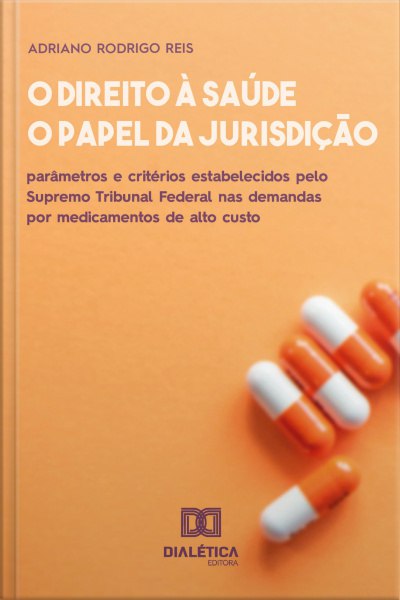 ADRIANO RODRIGO REIS
O DIREITO À SAÚDE
O PAPEL DA JURISDIÇÃO
parâmetros e critérios estabelecidos pelo
Supremo Tribunal Federal nas demandas
por medicamentos de alto custo
DIALÉTICA
EDITORA